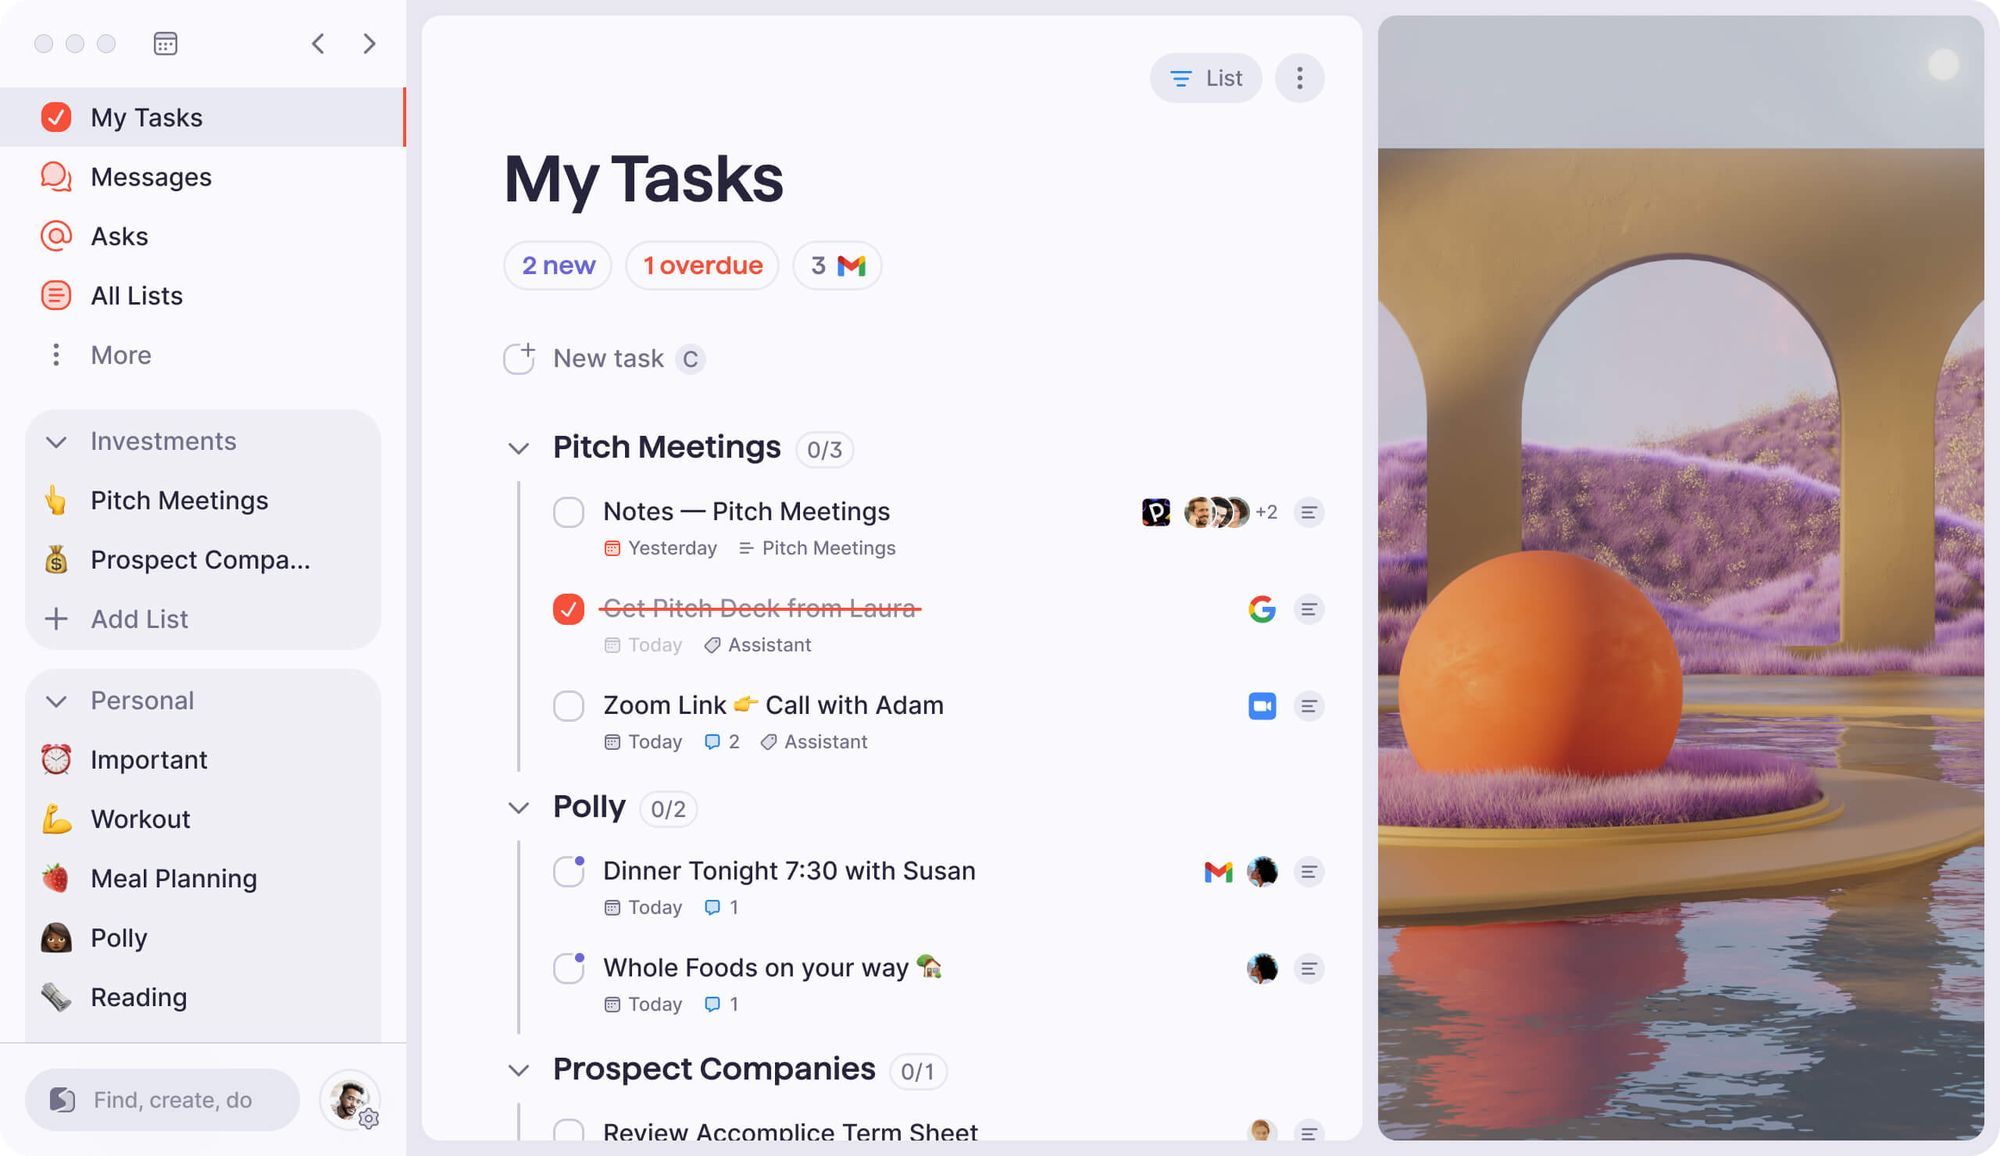 My Tasks
Messages
Asks
All Lists
More
Investments
Pitch Meetings
Prospect Compa...
Add List
Personal
Important
Workout
Meal Planning
Polly
Reading
Find, create, do
List
My Tasks
2 new
1 overdue
3
New task C
Pitch Meetings 0/3
Notes — Pitch Meetings +2
Yesterday Pitch Meetings
Get Pitch Deck from Laura
Today Assistant
Zoom Link 👉 Call with Adam
Today 2 Assistant
Polly 0/2
Dinner Tonight 7:30 with Susan
Today 1
Whole Foods on your way 🏡
Today 1
Prospect Companies 0/1
Review Accomplice Term Sheet